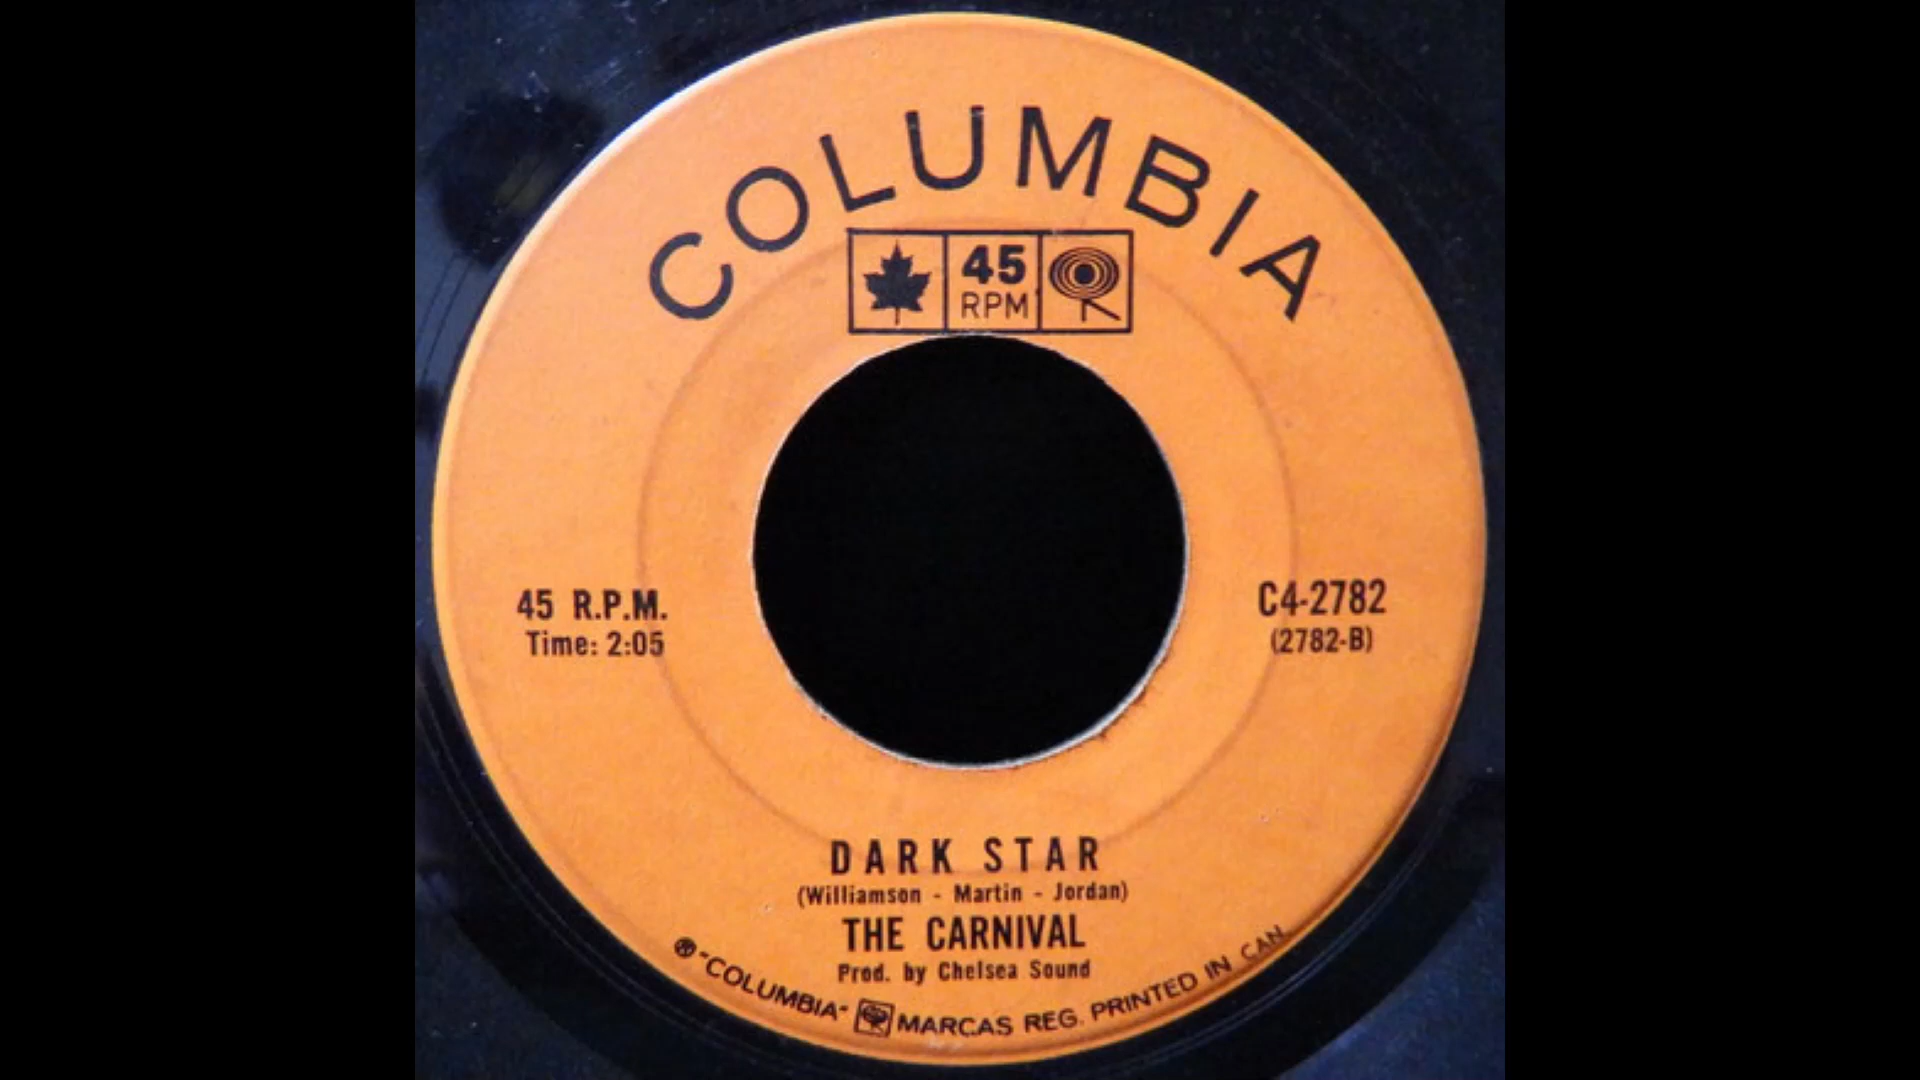 COLUMBIA
45
RPM
45 R.P.M.
Time: 2:05
C4-2782
(2782-B)
DARK STAR
(Williamson - Martin - Jordan)
THE CARNIVAL
Prod. by Chelsea Sound
® "COLUMBIA" MARCAS REG. PRINTED IN CAN.